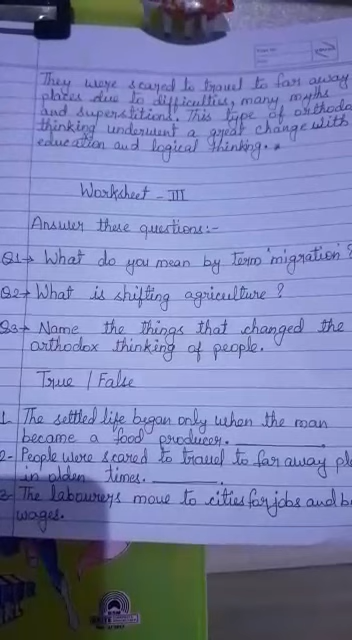 They were scared to travel to far away
places due to difficulties, many myths
and superstitions. This type of orthodo
thinking underwent a great change with
education and logical thinking.
Worksheet - III
Answer these questions:-
Q1→ What do you mean by term 'migration'?
Q2→ What is shifting agriculture?
Q3→ Name the things that changed the
orthodox thinking of people.
True / False
1. The settled life began only when the man
became a food producer. ________
2- People were scared to travel to far away pl
in olden times. ________.
3- The labourers move to cities for jobs and b
wages.